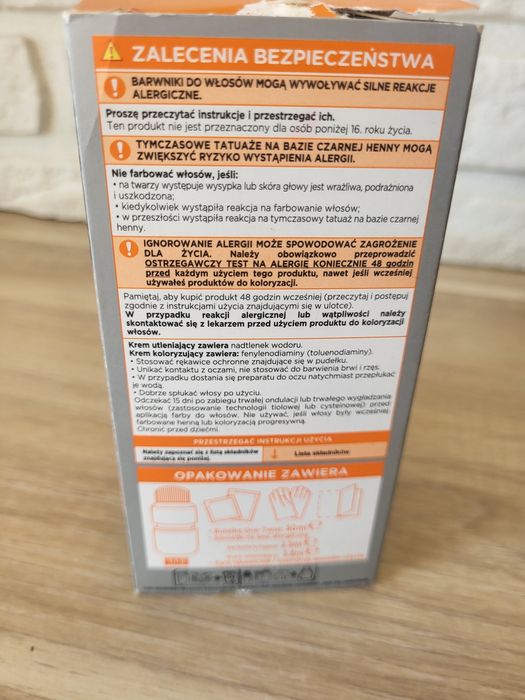 ZALECENIA BEZPIECZEŃSTWA
BARWNIKI DO WŁOSÓW MOGĄ WYWOŁYWAĆ SILNE REAKCJE
ALERGICZNE.
Proszę przeczytać instrukcje i przestrzegać ich.
Ten produkt nie jest przeznaczony dla osób poniżej 16. roku życia.
TYMCZASOWE TATUAŻE NA BAZIE CZARNEJ HENNY MOGĄ
ZWIĘKSZYĆ RYZYKO WYSTĄPIENIA ALERGII.
Nie farbować włosów, jeśli:
• na twarzy występuje wysypka lub skóra głowy jest wrażliwa, podrażniona
i uszkodzona;
• kiedykolwiek wystąpiła reakcja na farbowanie włosów;
• w przeszłości wystąpiła reakcja na tymczasowy tatuaż na bazie czarnej
henny.
IGNOROWANIE ALERGII MOŻE SPOWODOWAĆ ZAGROŻENIE
DLA ŻYCIA. Należy obowiązkowo przeprowadzić
OSTRZEGAWCZY TEST NA ALERGIĘ KONIECZNIE 48 godzin
przed każdym użyciem tego produktu, nawet jeśli wcześniej
używałeś produktów do koloryzacji.
Pamiętaj, aby kupić produkt 48 godzin wcześniej (przeczytaj i postępuj
zgodnie z instrukcjami użycia znajdującymi się w ulotce).
W przypadku reakcji alergicznej lub wątpliwości należy
skontaktować się z lekarzem przed użyciem produktu do koloryzacji
włosów.
Krem utleniający zawiera nadtlenek wodoru.
Krem koloryzujący zawiera: fenylenodiaminy (toluenodiaminy).
• Stosować rękawice ochronne znajdujące się w pudełku.
• Unikać kontaktu z oczami, nie stosować do barwienia brwi i rzęs.
• W przypadku dostania się preparatu do oczu natychmiast przepłukać
je wodą.
• Dobrze spłukać włosy po użyciu.
Odczekać 15 dni po zabiegu trwałej ondulacji lub trwałego wygładzania
włosów (zastosowanie technologii tiolowej lub cysteinowej) przed
aplikacją farby do włosów. Nie używać, jeśli włosy były wcześniej
farbowane henną lub koloryzacją progresywną.
Chronić przed dziećmi.
PRZESTRZEGAĆ INSTRUKCJI UŻYCIA
Należy zapoznać się z listą składników
znajdującą się poniżej.
Lista składników.
OPAKOWANIE ZAWIERA